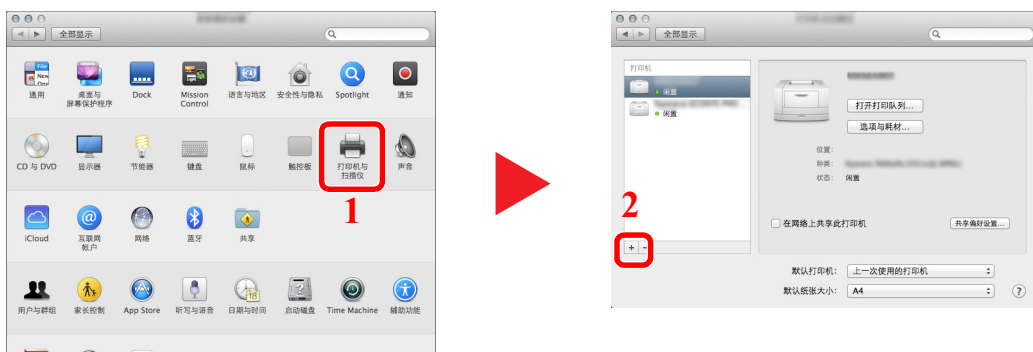 全部显示
File
New
通用
桌面与
屏幕保护程序
Dock
Mission
Control
语言与地区
安全性与隐私
Spotlight
通知
CD 与 DVD
显示器
节能器
键盘
鼠标
触控板
打印机与
扫描仪
声音
1
iCloud
互联网
帐户
网络
蓝牙
共享
用户与群组
家长控制
App Store
听写与语音
18
日期与时间
启动磁盘
Time Machine
辅助功能
全部显示
打印机
闲置
闲置
打开打印队列...
选项与耗材...
位置:
种类:
状态: 闲置
2
在网络上共享此打印机
共享偏好设置...
+ -
默认打印机: 上一次使用的打印机
默认纸张大小: A4
?